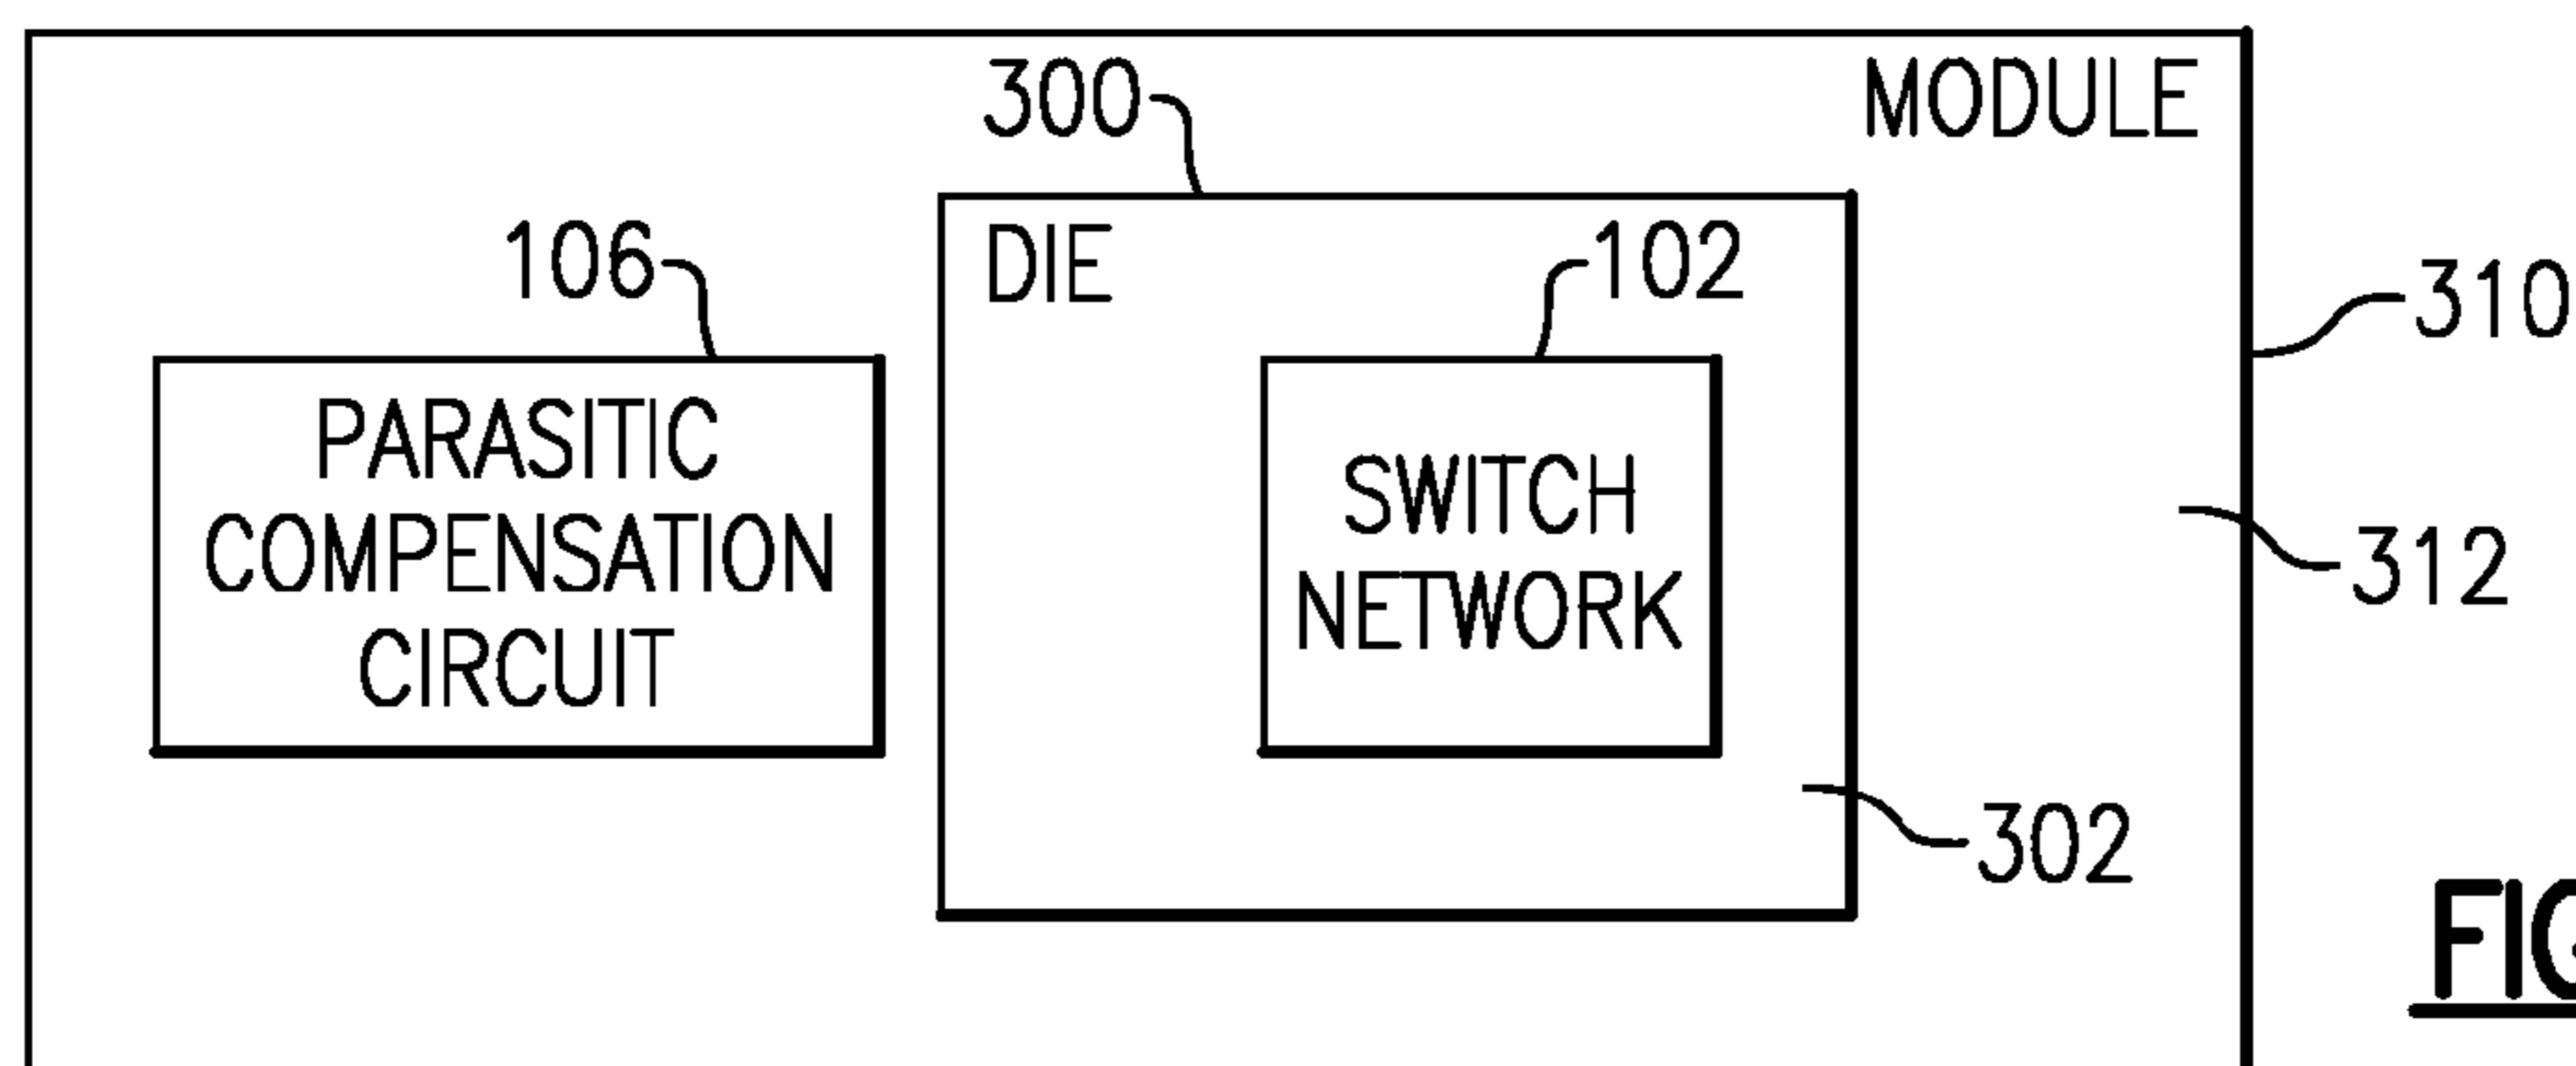 300
MODULE
106
DIE
102
310
PARASITIC
COMPENSATION
CIRCUIT
SWITCH
NETWORK
312
302